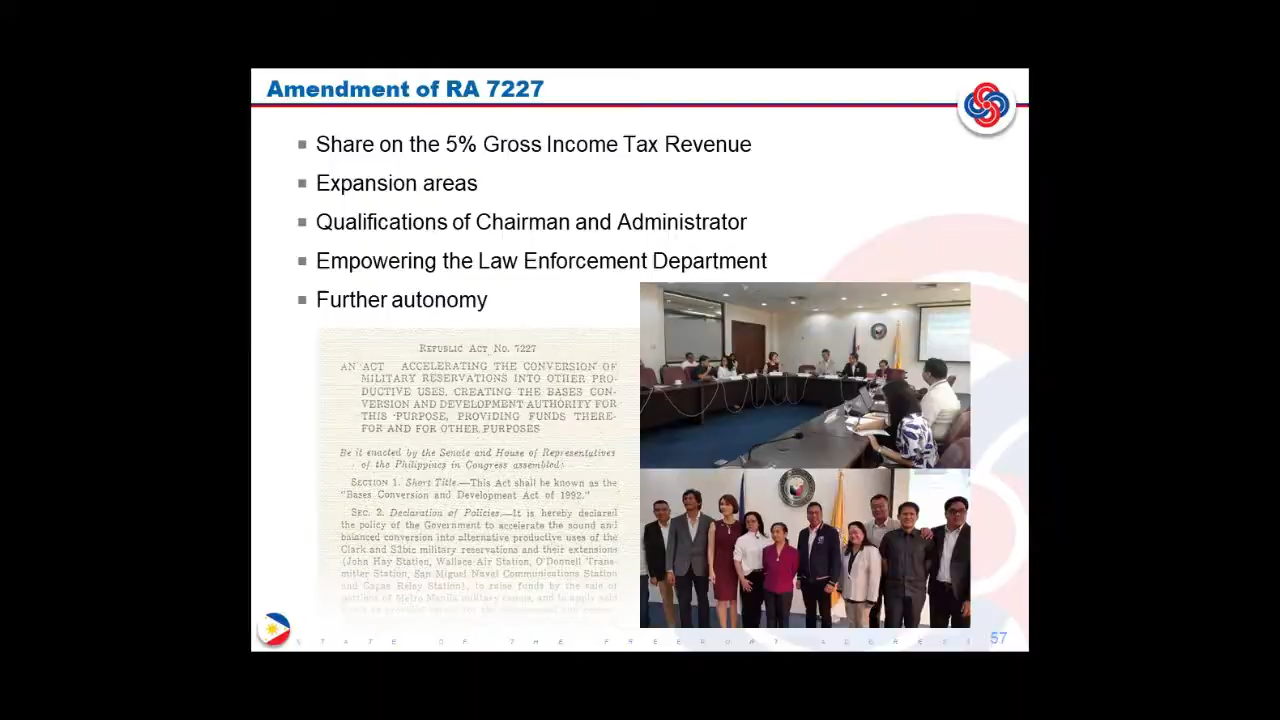 Amendment of RA 7227
Share on the 5% Gross Income Tax Revenue
Expansion areas
Qualifications of Chairman and Administrator
Empowering the Law Enforcement Department
Further autonomy
REPUBLIC ACT NO. 7227
AN ACT ACCELERATING THE CONVERSION OF
MILITARY RESERVATIONS INTO OTHER PRO-
DUCTIVE USES, CREATING THE BASES CON-
VERSION AND DEVELOPMENT AUTHORITY FOR
THIS PURPOSE, PROVIDING FUNDS THERE-
FOR AND FOR OTHER PURPOSES
Be it enacted by the Senate and House of Representatives
of the Philippines in Congress assembled:
SECTION 1. Short Title.—This Act shall be known as the
"Bases Conversion and Development Act of 1992."
SEC. 2. Declaration of Policies.—It is hereby declared
the policy of the Government to accelerate the sound and
balanced conversion into alternative productive uses of the
Clark and Subic military reservations and their extensions
(John Hay Station, Wallace Air Station, O'Donnell Trans-
mitter Station, San Miguel Naval Communications Station
and Capas Relay Station), to raise funds by the sale of
portions of Metro Manila military camps, and to apply said
STATE OF THE FREEPORT ADDRESS
57